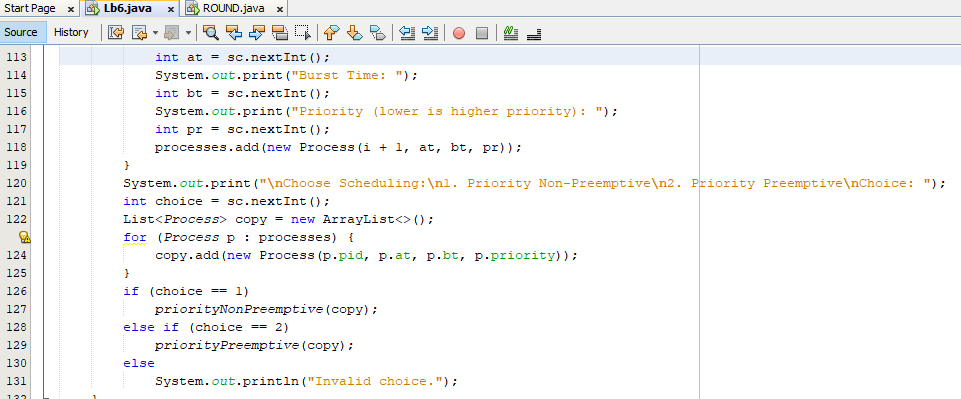 Start Page x Lb6.java x ROUND.java x
Source History
113 int at = sc.nextInt();
114 System.out.print("Burst Time: ");
115 int bt = sc.nextInt();
116 System.out.print("Priority (lower is higher priority): ");
117 int pr = sc.nextInt();
118 processes.add(new Process(i + 1, at, bt, pr));
119 }
120 System.out.print("\nChoose Scheduling:\n1. Priority Non-Preemptive\n2. Priority Preemptive\nChoice: ");
121 int choice = sc.nextInt();
122 List<Process> copy = new ArrayList<>();
for (Process p : processes) {
124 copy.add(new Process(p.pid, p.at, p.bt, p.priority));
125 }
126 if (choice == 1)
127 priorityNonPreemptive(copy);
128 else if (choice == 2)
129 priorityPreemptive(copy);
130 else
131 System.out.println("Invalid choice.");
132 }